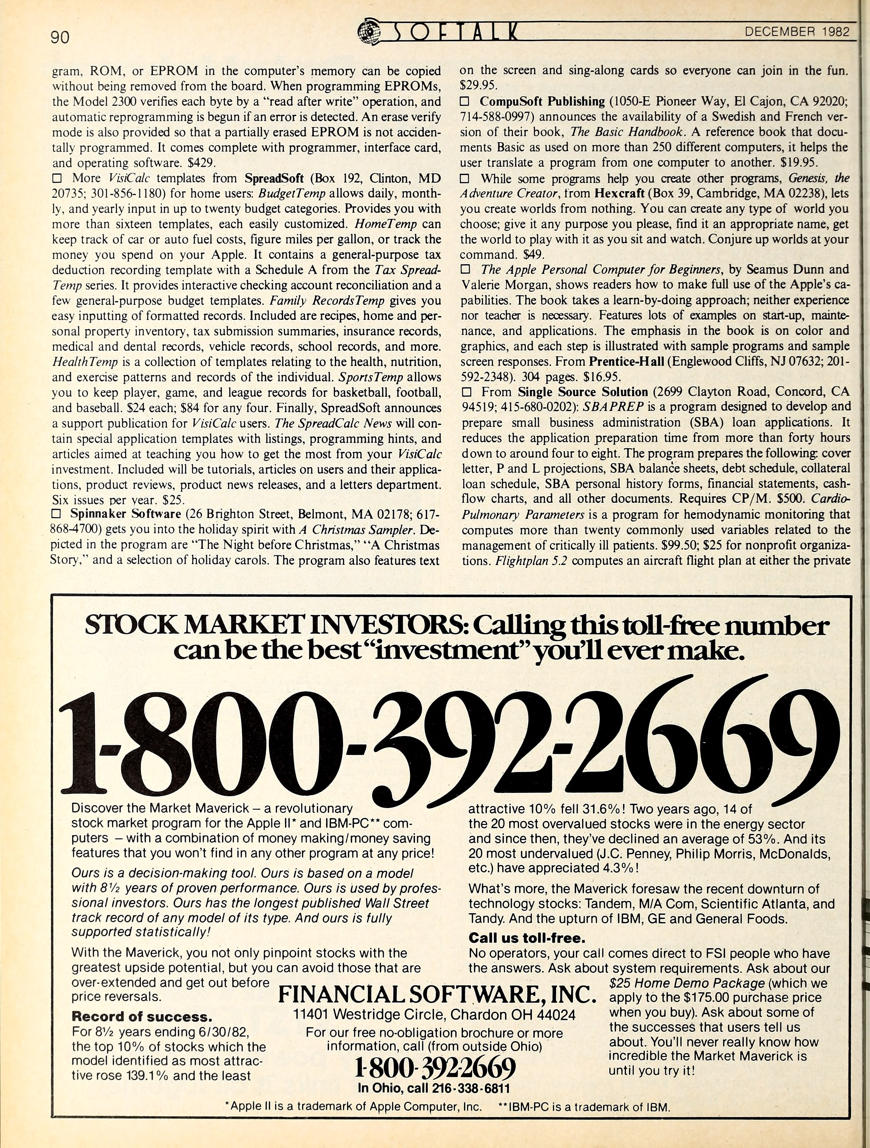 90
SOFTALK
DECEMBER 1982
gram, ROM, or EPROM in the computer's memory can be copied
without being removed from the board. When programming EPROMs,
the Model 2300 verifies each byte by a "read after write" operation, and
automatic reprogramming is begun if an error is detected. An erase verify
mode is also provided so that a partially erased EPROM is not acciden-
tally programmed. It comes complete with programmer, interface card,
and operating software. $429.
□ More VisiCalc templates from SpreadSoft (Box 192, Clinton, MD
20735; 301-856-1180) for home users: BudgetTemp allows daily, month-
ly, and yearly input in up to twenty budget categories. Provides you with
more than sixteen templates, each easily customized. HomeTemp can
keep track of car or auto fuel costs, figure miles per gallon, or track the
money you spend on your Apple. It contains a general-purpose tax
deduction recording template with a Schedule A from the Tax Spread-
Temp series. It provides interactive checking account reconciliation and a
few general-purpose budget templates. Family RecordsTemp gives you
easy inputting of formatted records. Included are recipes, home and per-
sonal property inventory, tax submission summaries, insurance records,
medical and dental records, vehicle records, school records, and more.
HealthTemp is a collection of templates relating to the health, nutrition,
and exercise patterns and records of the individual. SportsTemp allows
you to keep player, game, and league records for basketball, football,
and baseball. $24 each; $84 for any four. Finally, SpreadSoft announces
a support publication for VisiCalc users. The SpreadCalc News will con-
tain special application templates with listings, programming hints, and
articles aimed at teaching you how to get the most from your VisiCalc
investment. Included will be tutorials, articles on users and their applica-
tions, product reviews, product news releases, and a letters department.
Six issues per year. $25.
□ Spinnaker Software (26 Brighton Street, Belmont, MA 02178; 617-
868-4700) gets you into the holiday spirit with A Christmas Sampler. De-
picted in the program are "The Night before Christmas," "A Christmas
Story," and a selection of holiday carols. The program also features text
on the screen and sing-along cards so everyone can join in the fun.
$29.95.
□ CompuSoft Publishing (1050-E Pioneer Way, El Cajon, CA 92020;
714-588-0997) announces the availability of a Swedish and French ver-
sion of their book, The Basic Handbook. A reference book that docu-
ments Basic as used on more than 250 different computers, it helps the
user translate a program from one computer to another. $19.95.
□ While some programs help you create other programs, Genesis, the
Adventure Creator, from Hexcraft (Box 39, Cambridge, MA 02238), lets
you create worlds from nothing. You can create any type of world you
choose; give it any purpose you please, find it an appropriate name, get
the world to play with it as you sit and watch. Conjure up worlds at your
command. $49.
□ The Apple Personal Computer for Beginners, by Seamus Dunn and
Valerie Morgan, shows readers how to make full use of the Apple's ca-
pabilities. The book takes a learn-by-doing approach; neither experience
nor teacher is necessary. Features lots of examples on start-up, mainte-
nance, and applications. The emphasis in the book is on color and
graphics, and each step is illustrated with sample programs and sample
screen responses. From Prentice-Hall (Englewood Cliffs, NJ 07632; 201-
592-2348). 304 pages. $16.95.
□ From Single Source Solution (2699 Clayton Road, Concord, CA
94519; 415-680-0202): SBAPREP is a program designed to develop and
prepare small business administration (SBA) loan applications. It
reduces the application preparation time from more than forty hours
down to around four to eight. The program prepares the following: cover
letter, P and L projections, SBA balance sheets, debt schedule, collateral
loan schedule, SBA personal history forms, financial statements, cash-
flow charts, and all other documents. Requires CP/M. $500. Cardio-
Pulmonary Parameters is a program for hemodynamic monitoring that
computes more than twenty commonly used variables related to the
management of critically ill patients. $99.50; $25 for nonprofit organiza-
tions. Flightplan 5.2 computes an aircraft flight plan at either the private
STOCK MARKET INVESTORS: Calling this toll-free number
can be the best "investment" you'll ever make.
1-800-392-2669
Discover the Market Maverick – a revolutionary
stock market program for the Apple II* and IBM-PC** com-
puters – with a combination of money making/money saving
features that you won't find in any other program at any price!
Ours is a decision-making tool. Ours is based on a model
with 8½ years of proven performance. Ours is used by profes-
sional investors. Ours has the longest published Wall Street
track record of any model of its type. And ours is fully
supported statistically!
With the Maverick, you not only pinpoint stocks with the
greatest upside potential, but you can avoid those that are
over-extended and get out before
price reversals.
Record of success.
For 8½ years ending 6/30/82,
the top 10% of stocks which the
model identified as most attrac-
tive rose 139.1% and the least
attractive 10% fell 31.6%! Two years ago, 14 of
the 20 most overvalued stocks were in the energy sector
and since then, they've declined an average of 53%. And its
20 most undervalued (J.C. Penney, Philip Morris, McDonalds,
etc.) have appreciated 4.3%!
What's more, the Maverick foresaw the recent downturn of
technology stocks: Tandem, M/A Com, Scientific Atlanta, and
Tandy. And the upturn of IBM, GE and General Foods.
Call us toll-free.
No operators, your call comes direct to FSI people who have
the answers. Ask about system requirements. Ask about our
$25 Home Demo Package (which we
apply to the $175.00 purchase price
when you buy). Ask about some of
the successes that users tell us
about. You'll never really know how
incredible the Market Maverick is
until you try it!
FINANCIAL SOFTWARE, INC.
11401 Westridge Circle, Chardon OH 44024
For our free no-obligation brochure or more
information, call (from outside Ohio)
1-800-392-2669
In Ohio, call 216-338-6811
*Apple II is a trademark of Apple Computer, Inc. **IBM-PC is a trademark of IBM.